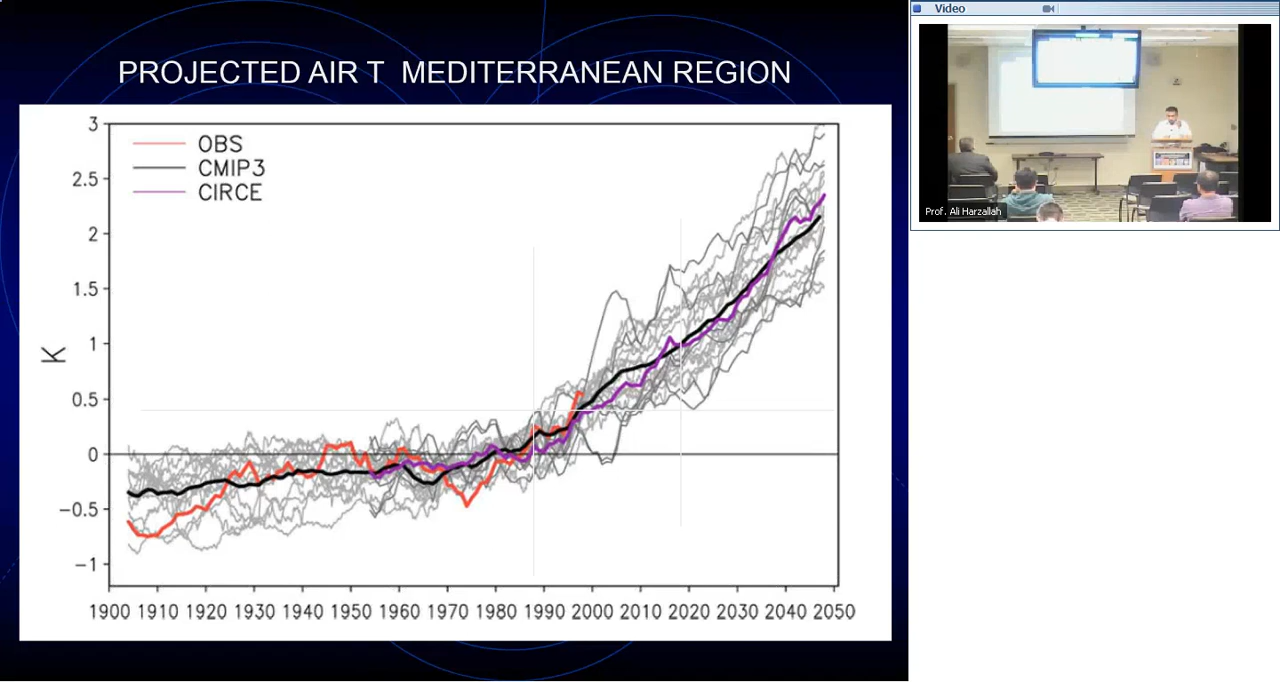 PROJECTED AIR T MEDITERRANEAN REGION
OBS
CMIP3
CIRCE
K
3
2.5
2
1.5
1
0.5
0
−0.5
−1
1900 1910 1920 1930 1940 1950 1960 1970 1980 1990 2000 2010 2020 2030 2040 2050
Video
Prof. Ali Harzallah